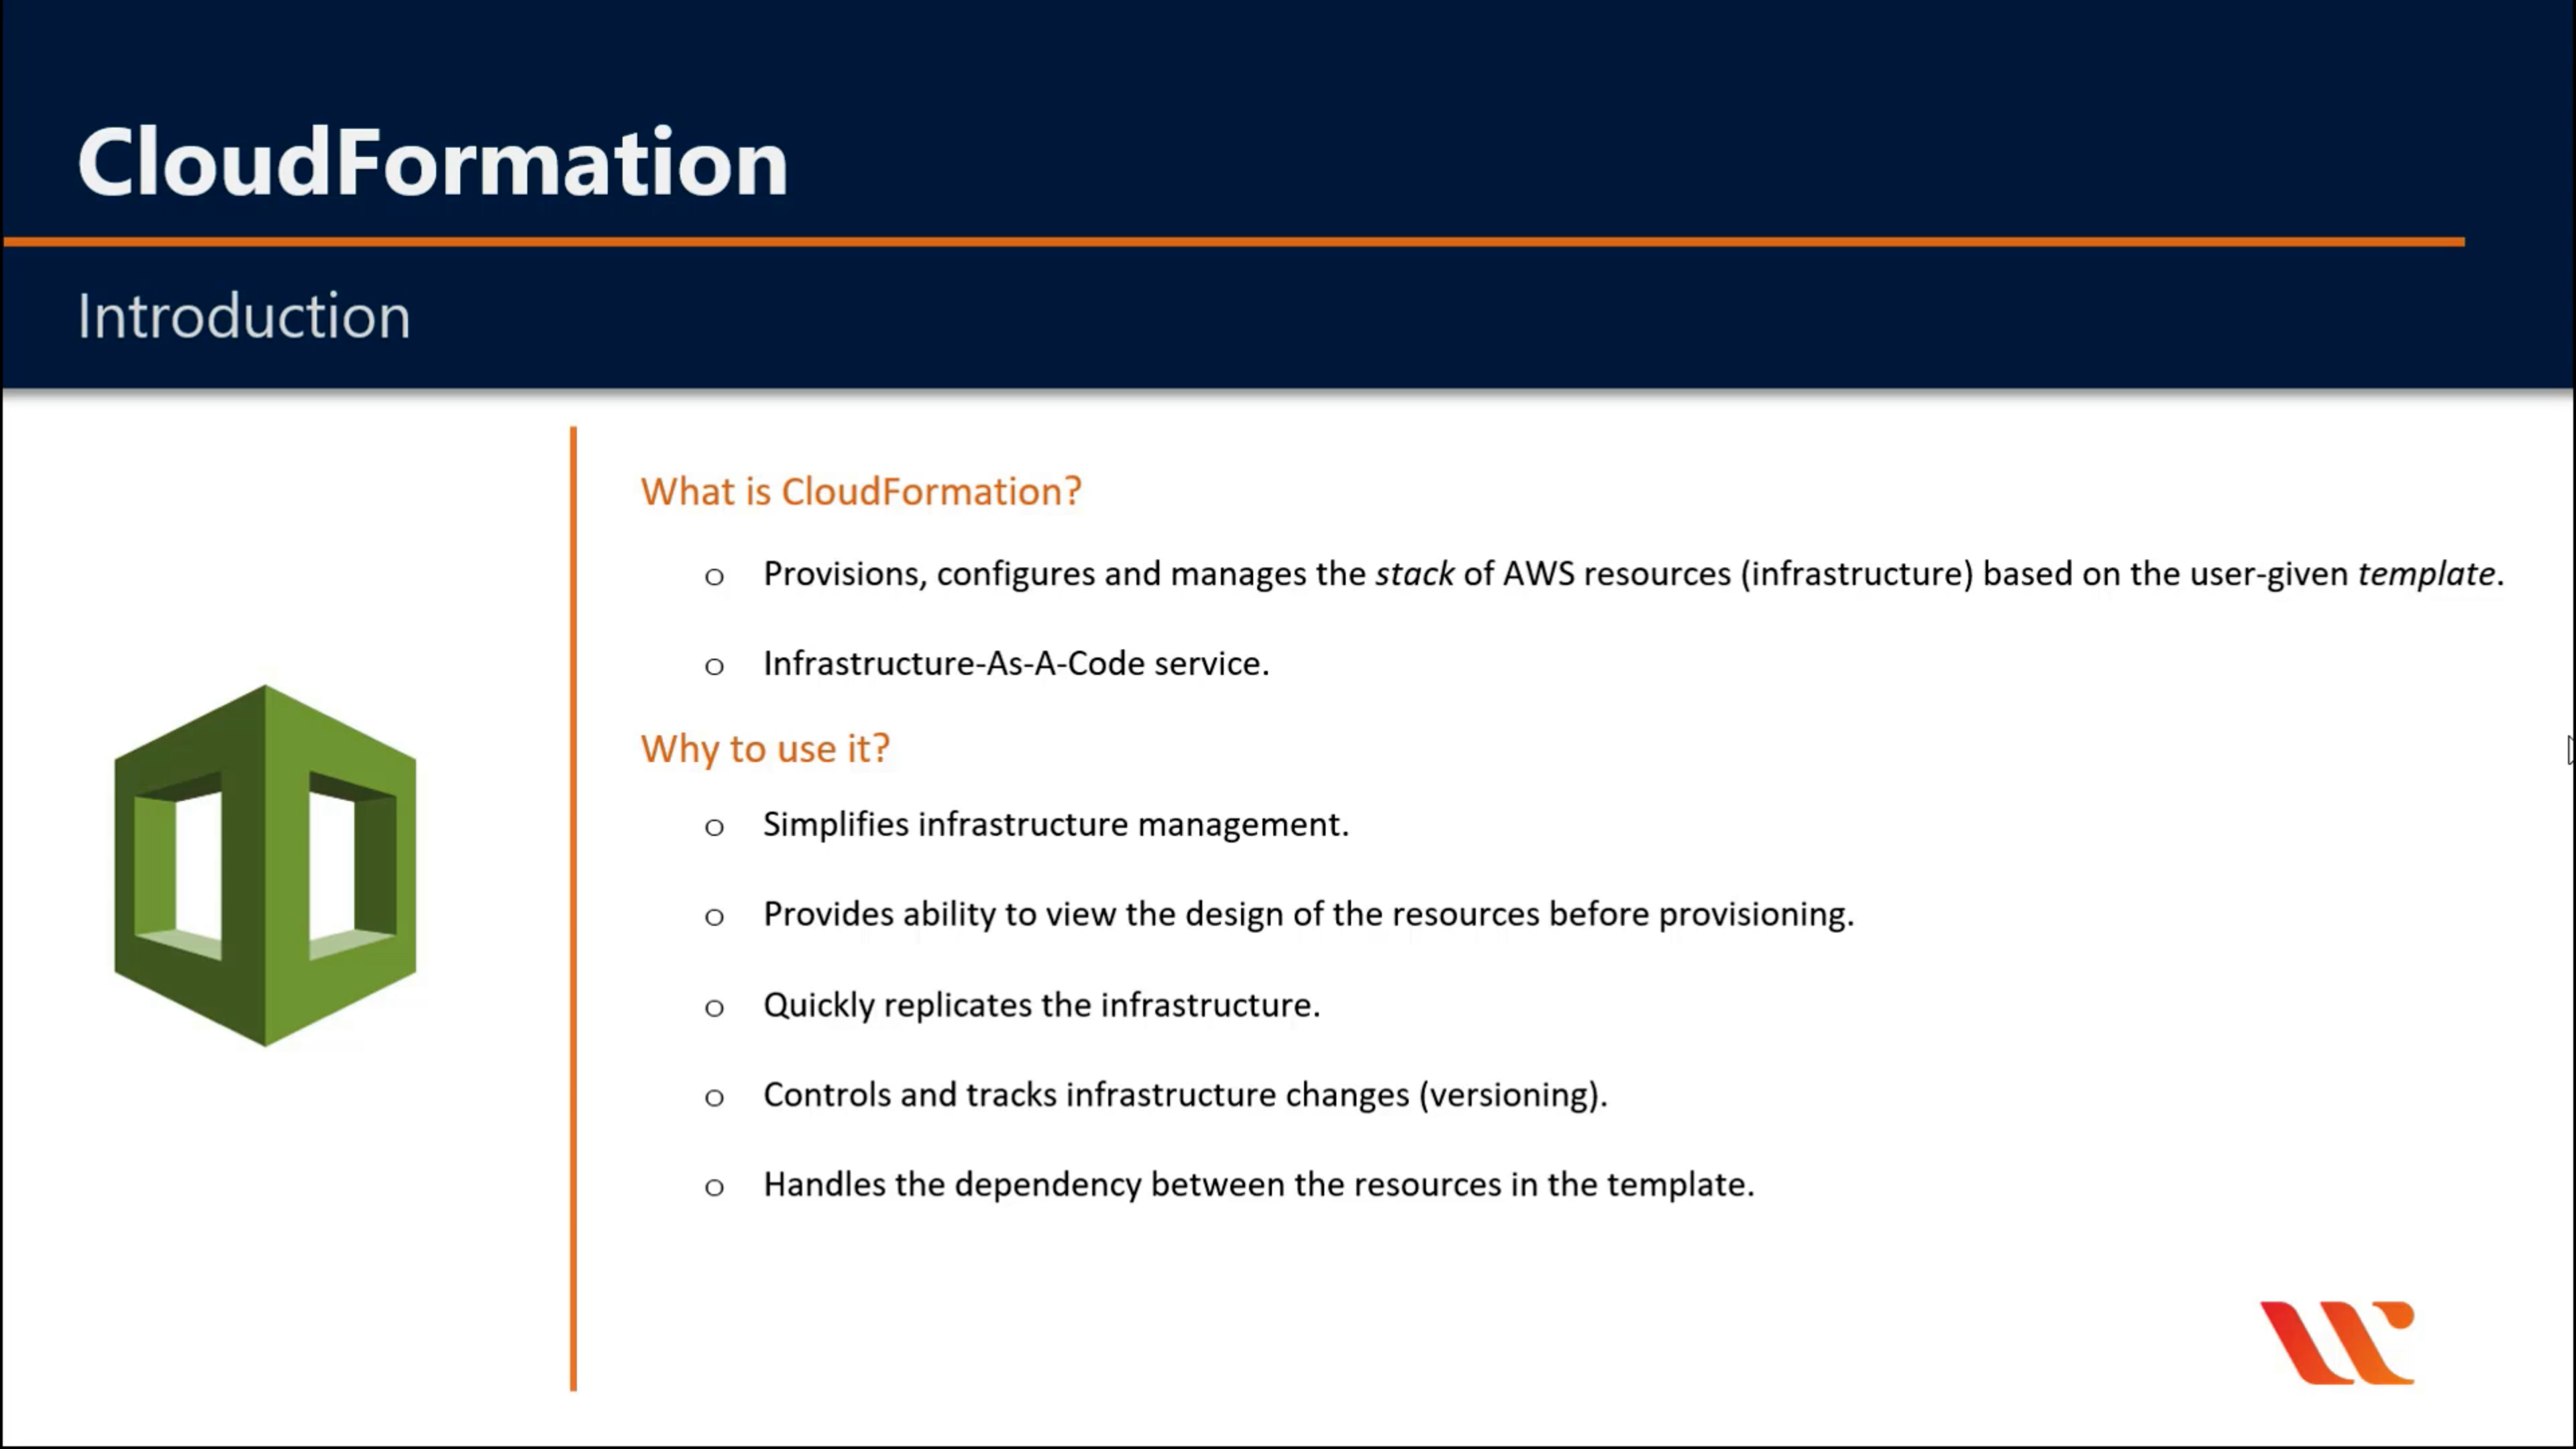 CloudFormation
Introduction
What is CloudFormation?
o Provisions, configures and manages the stack of AWS resources (infrastructure) based on the user-given template.
o Infrastructure-As-A-Code service.
Why to use it?
o Simplifies infrastructure management.
o Provides ability to view the design of the resources before provisioning.
o Quickly replicates the infrastructure.
o Controls and tracks infrastructure changes (versioning).
o Handles the dependency between the resources in the template.